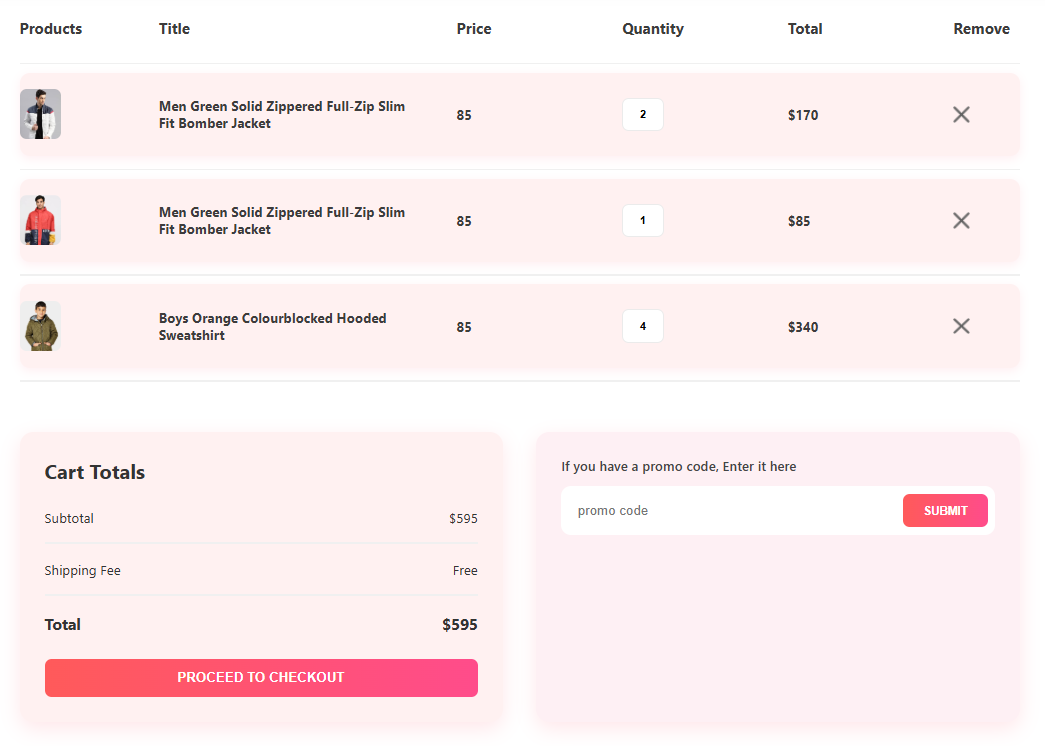 Products Title Price Quantity Total Remove
Men Green Solid Zippered Full-Zip Slim
Fit Bomber Jacket
85 2 $170
Men Green Solid Zippered Full-Zip Slim
Fit Bomber Jacket
85 1 $85
Boys Orange Colourblocked Hooded
Sweatshirt
85 4 $340
Cart Totals
Subtotal $595
Shipping Fee Free
Total $595
PROCEED TO CHECKOUT
If you have a promo code, Enter it here
promo code SUBMIT